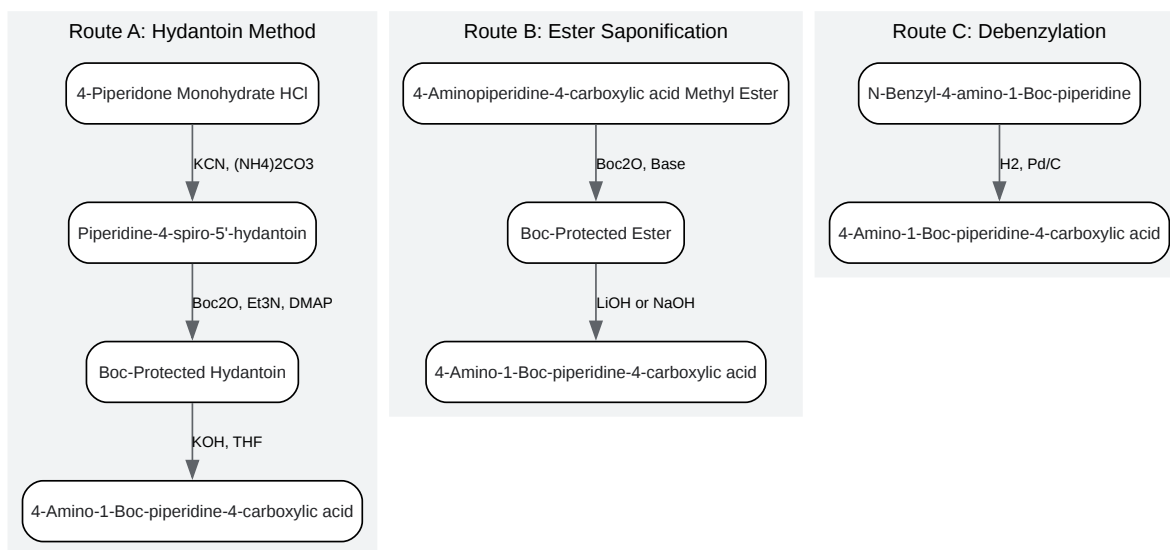 Route A: Hydantoin Method
4-Piperidone Monohydrate HCl
KCN, (NH4)2CO3
Piperidine-4-spiro-5'-hydantoin
Boc2O, Et3N, DMAP
Boc-Protected Hydantoin
KOH, THF
4-Amino-1-Boc-piperidine-4-carboxylic acid
Route B: Ester Saponification
4-Aminopiperidine-4-carboxylic acid Methyl Ester
Boc2O, Base
Boc-Protected Ester
LiOH or NaOH
4-Amino-1-Boc-piperidine-4-carboxylic acid
Route C: Debenzylation
N-Benzyl-4-amino-1-Boc-piperidine
H2, Pd/C
4-Amino-1-Boc-piperidine-4-carboxylic acid